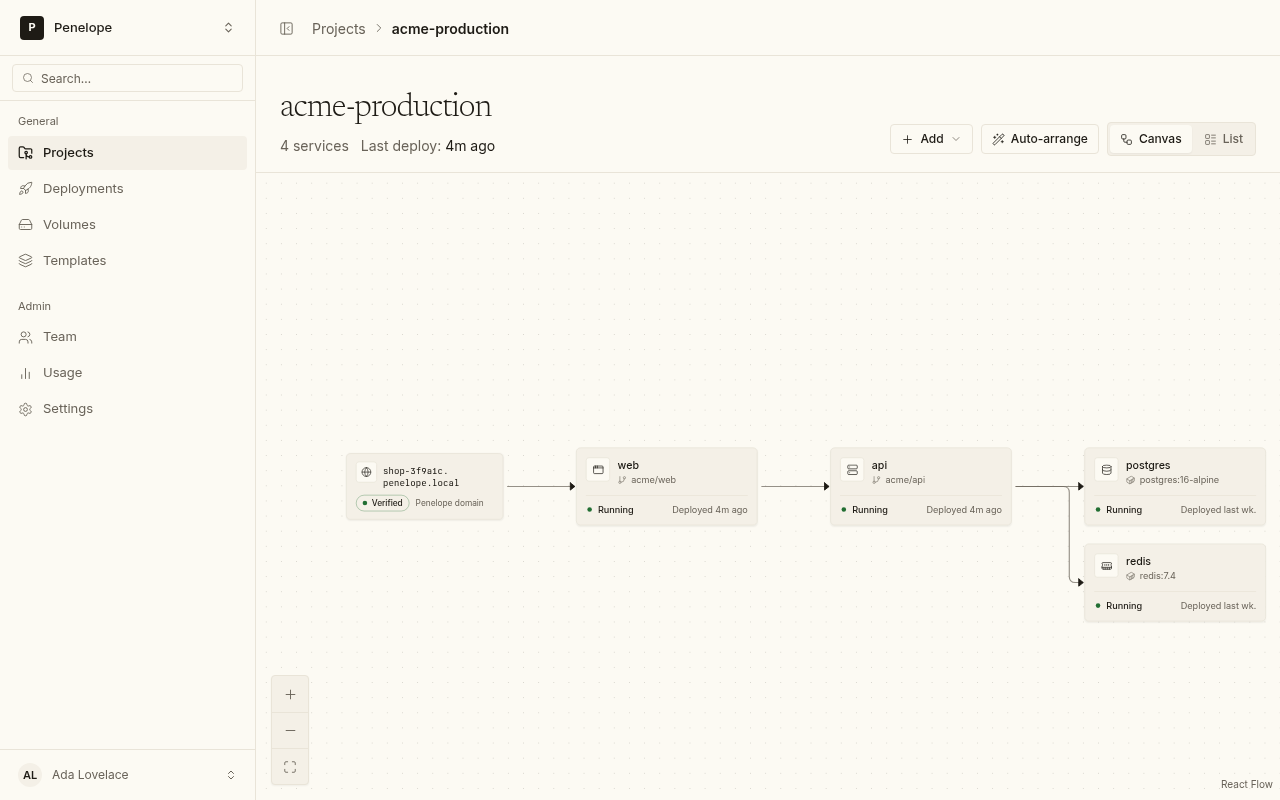 P Penelope
Search...
General
Projects
Deployments
Volumes
Templates
Admin
Team
Usage
Settings
AL Ada Lovelace
Projects > acme-production
acme-production
4 services Last deploy: 4m ago
Add
Auto-arrange
Canvas
List
shop-3f9a1c.
penelope.local
Verified Penelope domain
web
acme/web
Running Deployed 4m ago
api
acme/api
Running Deployed 4m ago
postgres
postgres:16-alpine
Running Deployed last wk.
redis
redis:7.4
Running Deployed last wk.
React Flow